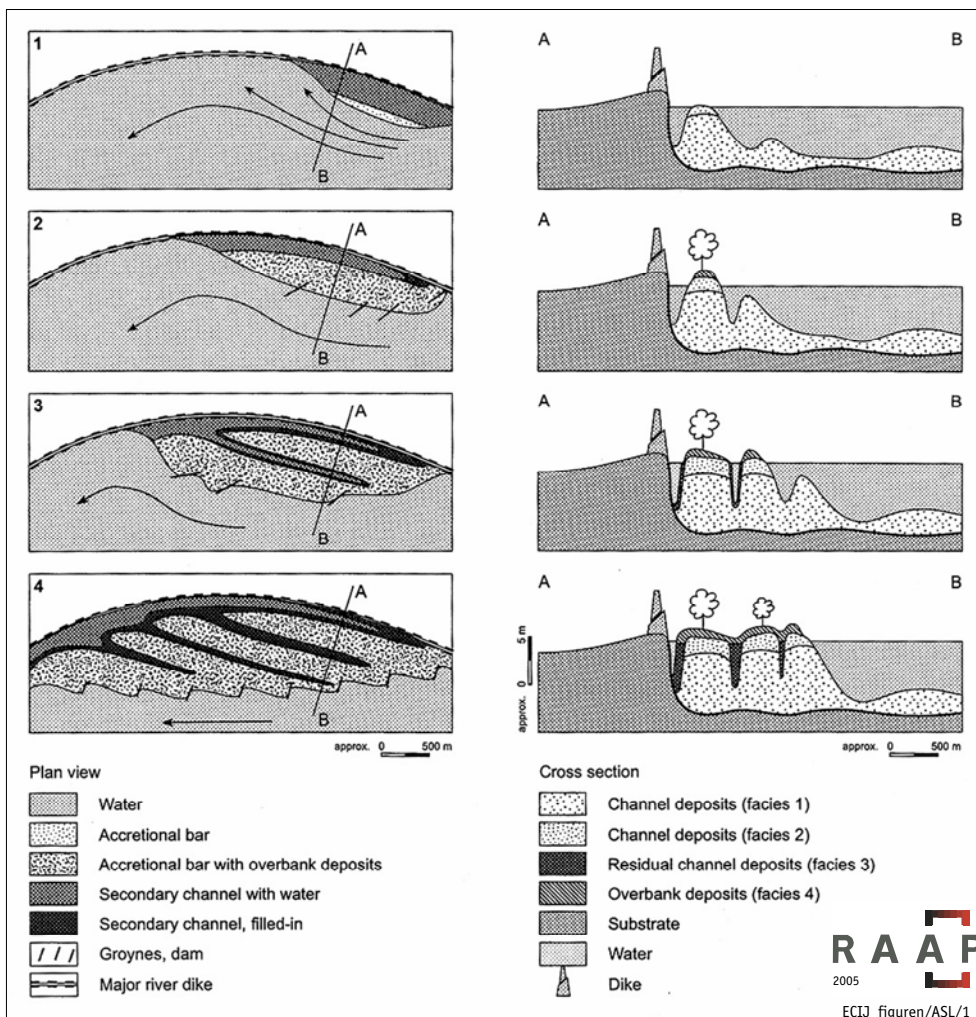 1
A
B
A
B
2
A
B
A
B
3
A
B
A
B
4
A
B
A
B
approx. 0 5 m
approx. 0 500 m
approx. 0 500 m
Plan view
Water
Accretional bar
Accretional bar with overbank deposits
Secondary channel with water
Secondary channel, filled-in
Groynes, dam
Major river dike
Cross section
Channel deposits (facies 1)
Channel deposits (facies 2)
Residual channel deposits (facies 3)
Overbank deposits (facies 4)
Substrate
Water
Dike
RAAP
2005
ECIJ_figuren/ASL/1